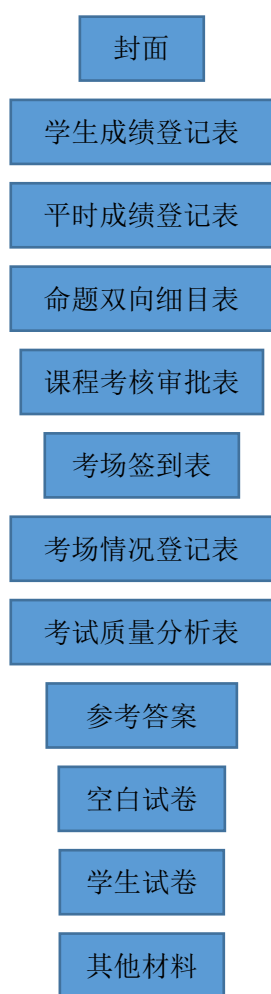 封面
学生成绩登记表
平时成绩登记表
命题双向细目表
课程考核审批表
考场签到表
考场情况登记表
考试质量分析表
参考答案
空白试卷
学生试卷
其他材料